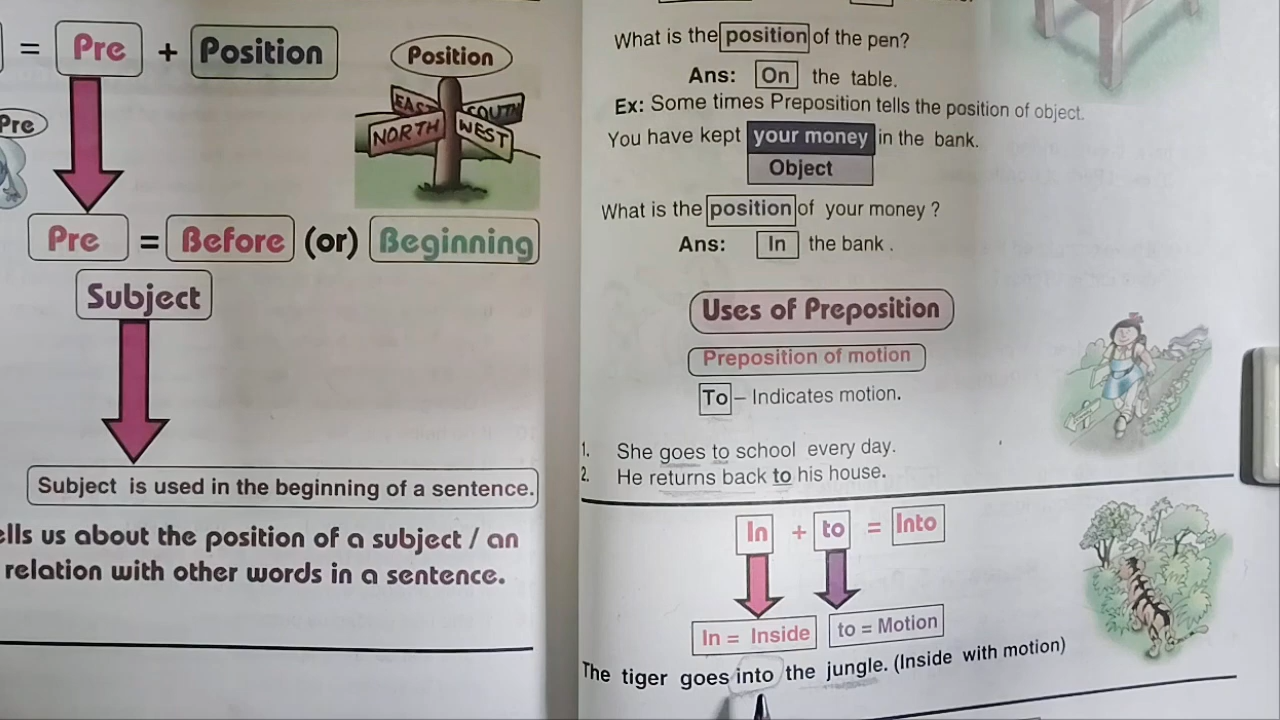 = Pre + Position
Position
EAST
SOUTH
NORTH
WEST
Pre
Pre = Before (or) Beginning
Subject
Subject is used in the beginning of a sentence.
us about the position of a subject / an
relation with other words in a sentence.
What is the position of the pen?
Ans: On the table.
Ex: Some times Preposition tells the position of object.
You have kept your money in the bank.
Object
What is the position of your money ?
Ans: In the bank .
Uses of Preposition
Preposition of motion
To – Indicates motion.
1. She goes to school every day.
2. He returns back to his house.
In + to = Into
In = Inside to = Motion
The tiger goes into the jungle. (Inside with motion)